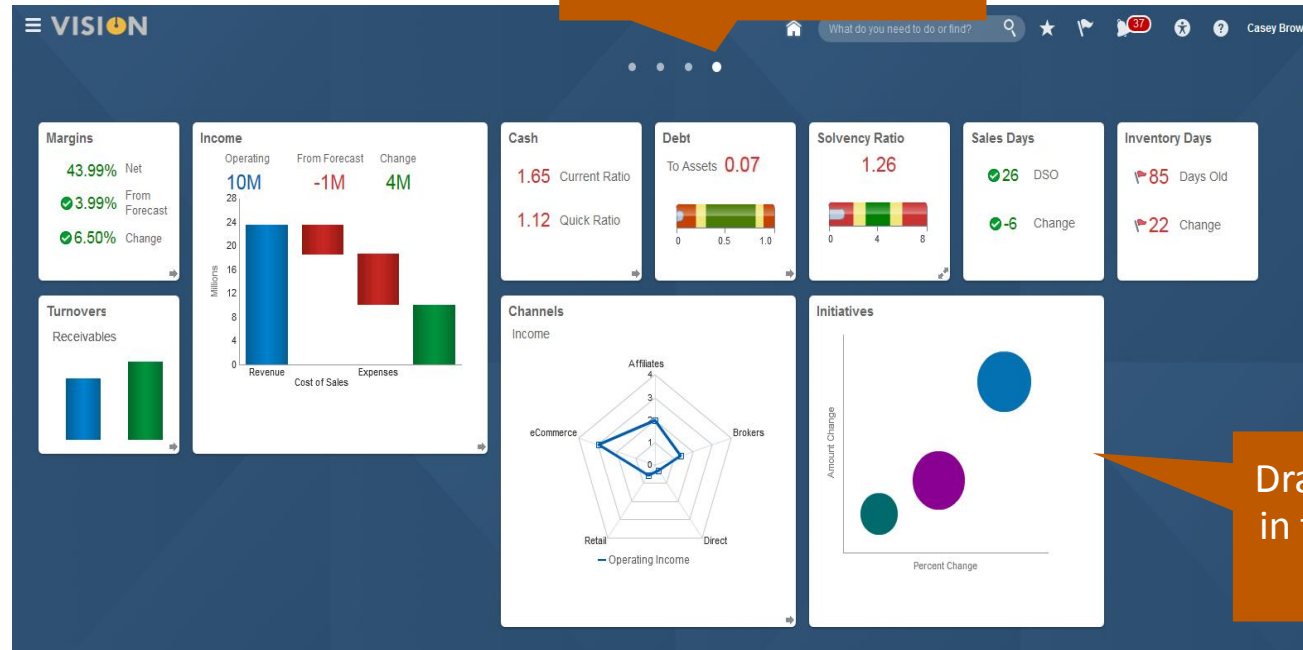 VISION
What do you need to do or find?
37
Casey Brow
Margins
43.99% Net
3.99% From Forecast
6.50% Change
Income
Operating From Forecast Change
10M -1M 4M
28
24
20
16
12
8
4
0
Millions
Revenue
Cost of Sales
Expenses
Cash
1.65 Current Ratio
1.12 Quick Ratio
Debt
To Assets 0.07
0 0.5 1.0
Solvency Ratio
1.26
0 4 8
Sales Days
26 DSO
-6 Change
Inventory Days
85 Days Old
22 Change
Turnovers
Receivables
Channels
Income
Affiliates
4
3
2
1
0
eCommerce
Brokers
Retail
Direct
Operating Income
Initiatives
Amount Change
Percent Change
Dra
in